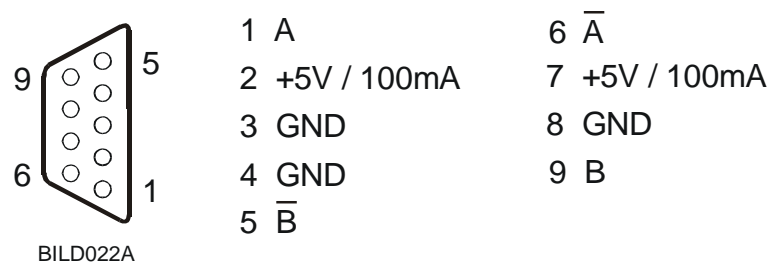 9 5
6 1
BILD022A
1 A
2 +5V / 100mA
3 GND
4 GND
5 B̅
6 A̅
7 +5V / 100mA
8 GND
9 B